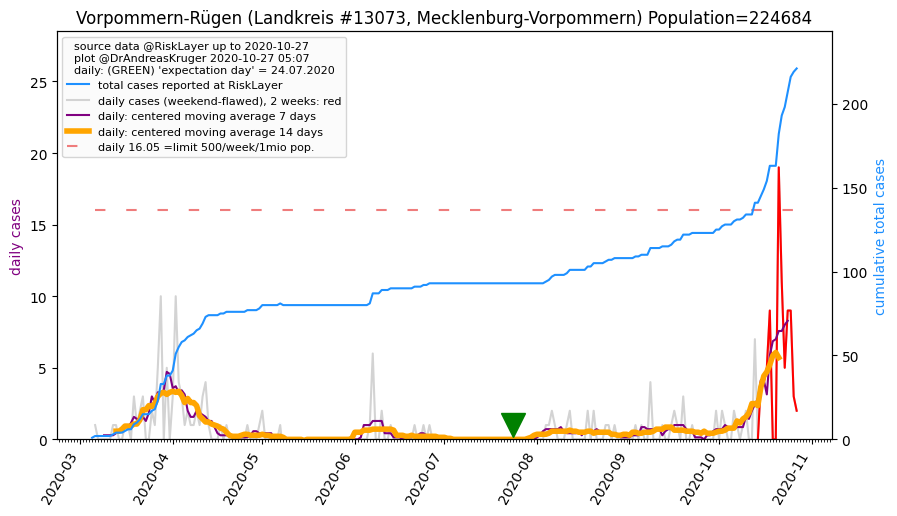 Vorpommern-Rügen (Landkreis #13073, Mecklenburg-Vorpommern) Population=224684
source data @RiskLayer up to 2020-10-27
plot @DrAndreasKruger 2020-10-27 05:07
daily: (GREEN) 'expectation day' = 24.07.2020
total cases reported at RiskLayer
daily cases (weekend-flawed), 2 weeks: red
daily: centered moving average 7 days
daily: centered moving average 14 days
daily 16.05 =limit 500/week/1mio pop.
daily cases
25
20
15
10
5
0
cumulative total cases
200
150
100
50
0
2020-03
2020-04
2020-05
2020-06
2020-07
2020-08
2020-09
2020-10
2020-11